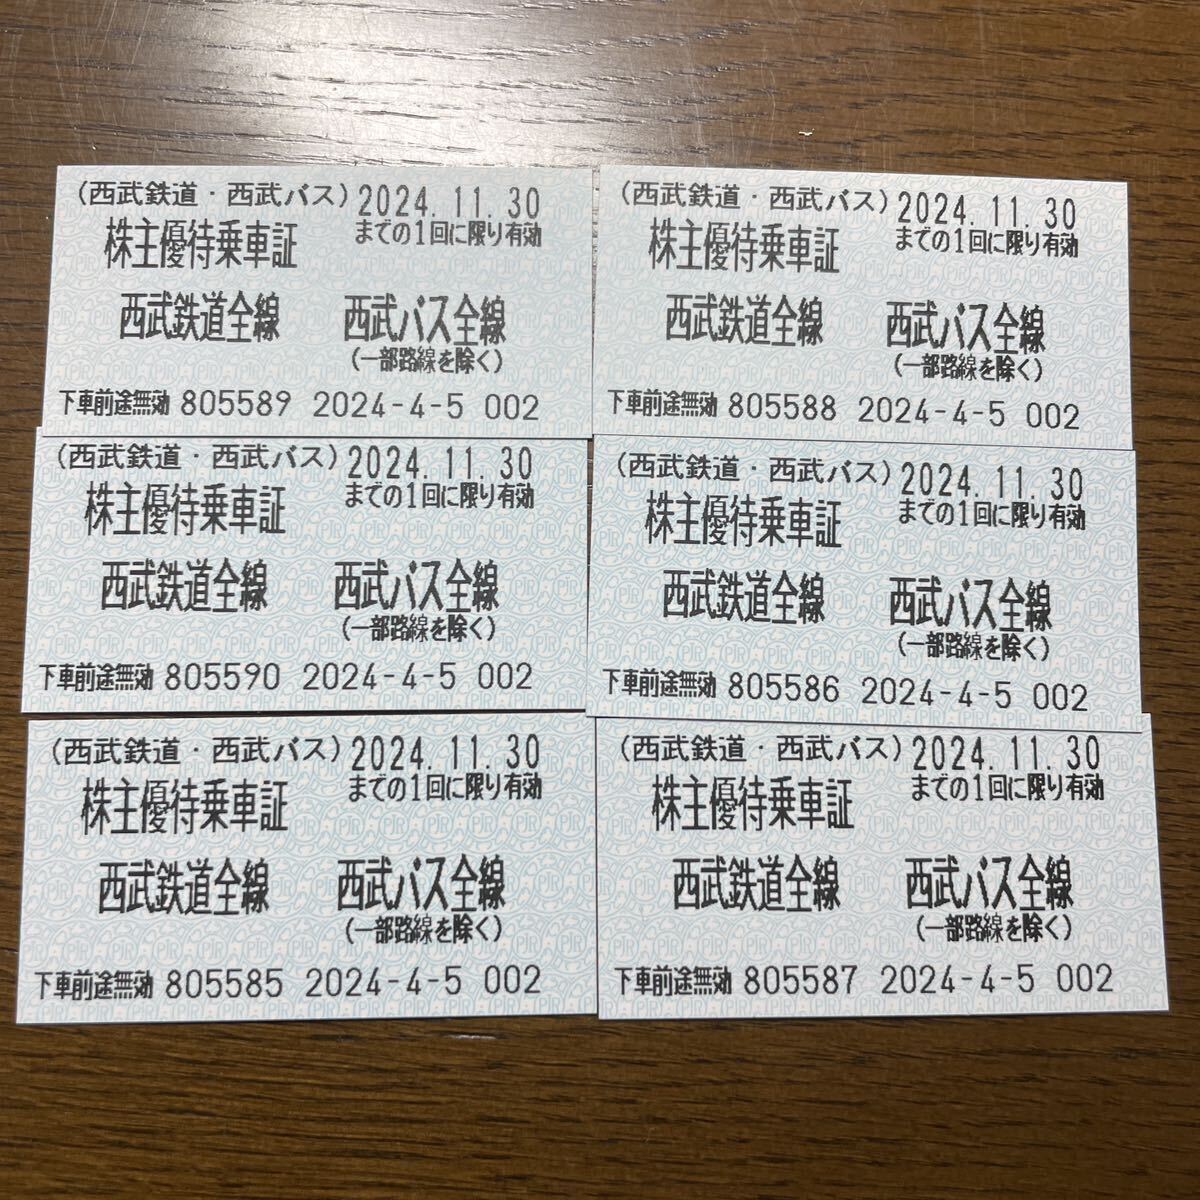 (西武鉄道・西武バス) 2024.11.30
株主優待乗車証 までの1回に限り有効
西武鉄道全線 西武バス全線
(一部路線を除く)
下車前途無効 805589 2024-4-5 002
(西武鉄道・西武バス) 2024.11.30
株主優待乗車証 までの1回に限り有効
西武鉄道全線 西武バス全線
(一部路線を除く)
下車前途無効 805588 2024-4-5 002
(西武鉄道・西武バス) 2024.11.30
株主優待乗車証 までの1回に限り有効
西武鉄道全線 西武バス全線
(一部路線を除く)
下車前途無効 805590 2024-4-5 002
(西武鉄道・西武バス) 2024.11.30
株主優待乗車証 までの1回に限り有効
西武鉄道全線 西武バス全線
(一部路線を除く)
下車前途無効 805586 2024-4-5 002
(西武鉄道・西武バス) 2024.11.30
株主優待乗車証 までの1回に限り有効
西武鉄道全線 西武バス全線
(一部路線を除く)
下車前途無効 805585 2024-4-5 002
(西武鉄道・西武バス) 2024.11.30
株主優待乗車証 までの1回に限り有効
西武鉄道全線 西武バス全線
(一部路線を除く)
下車前途無効 805587 2024-4-5 002